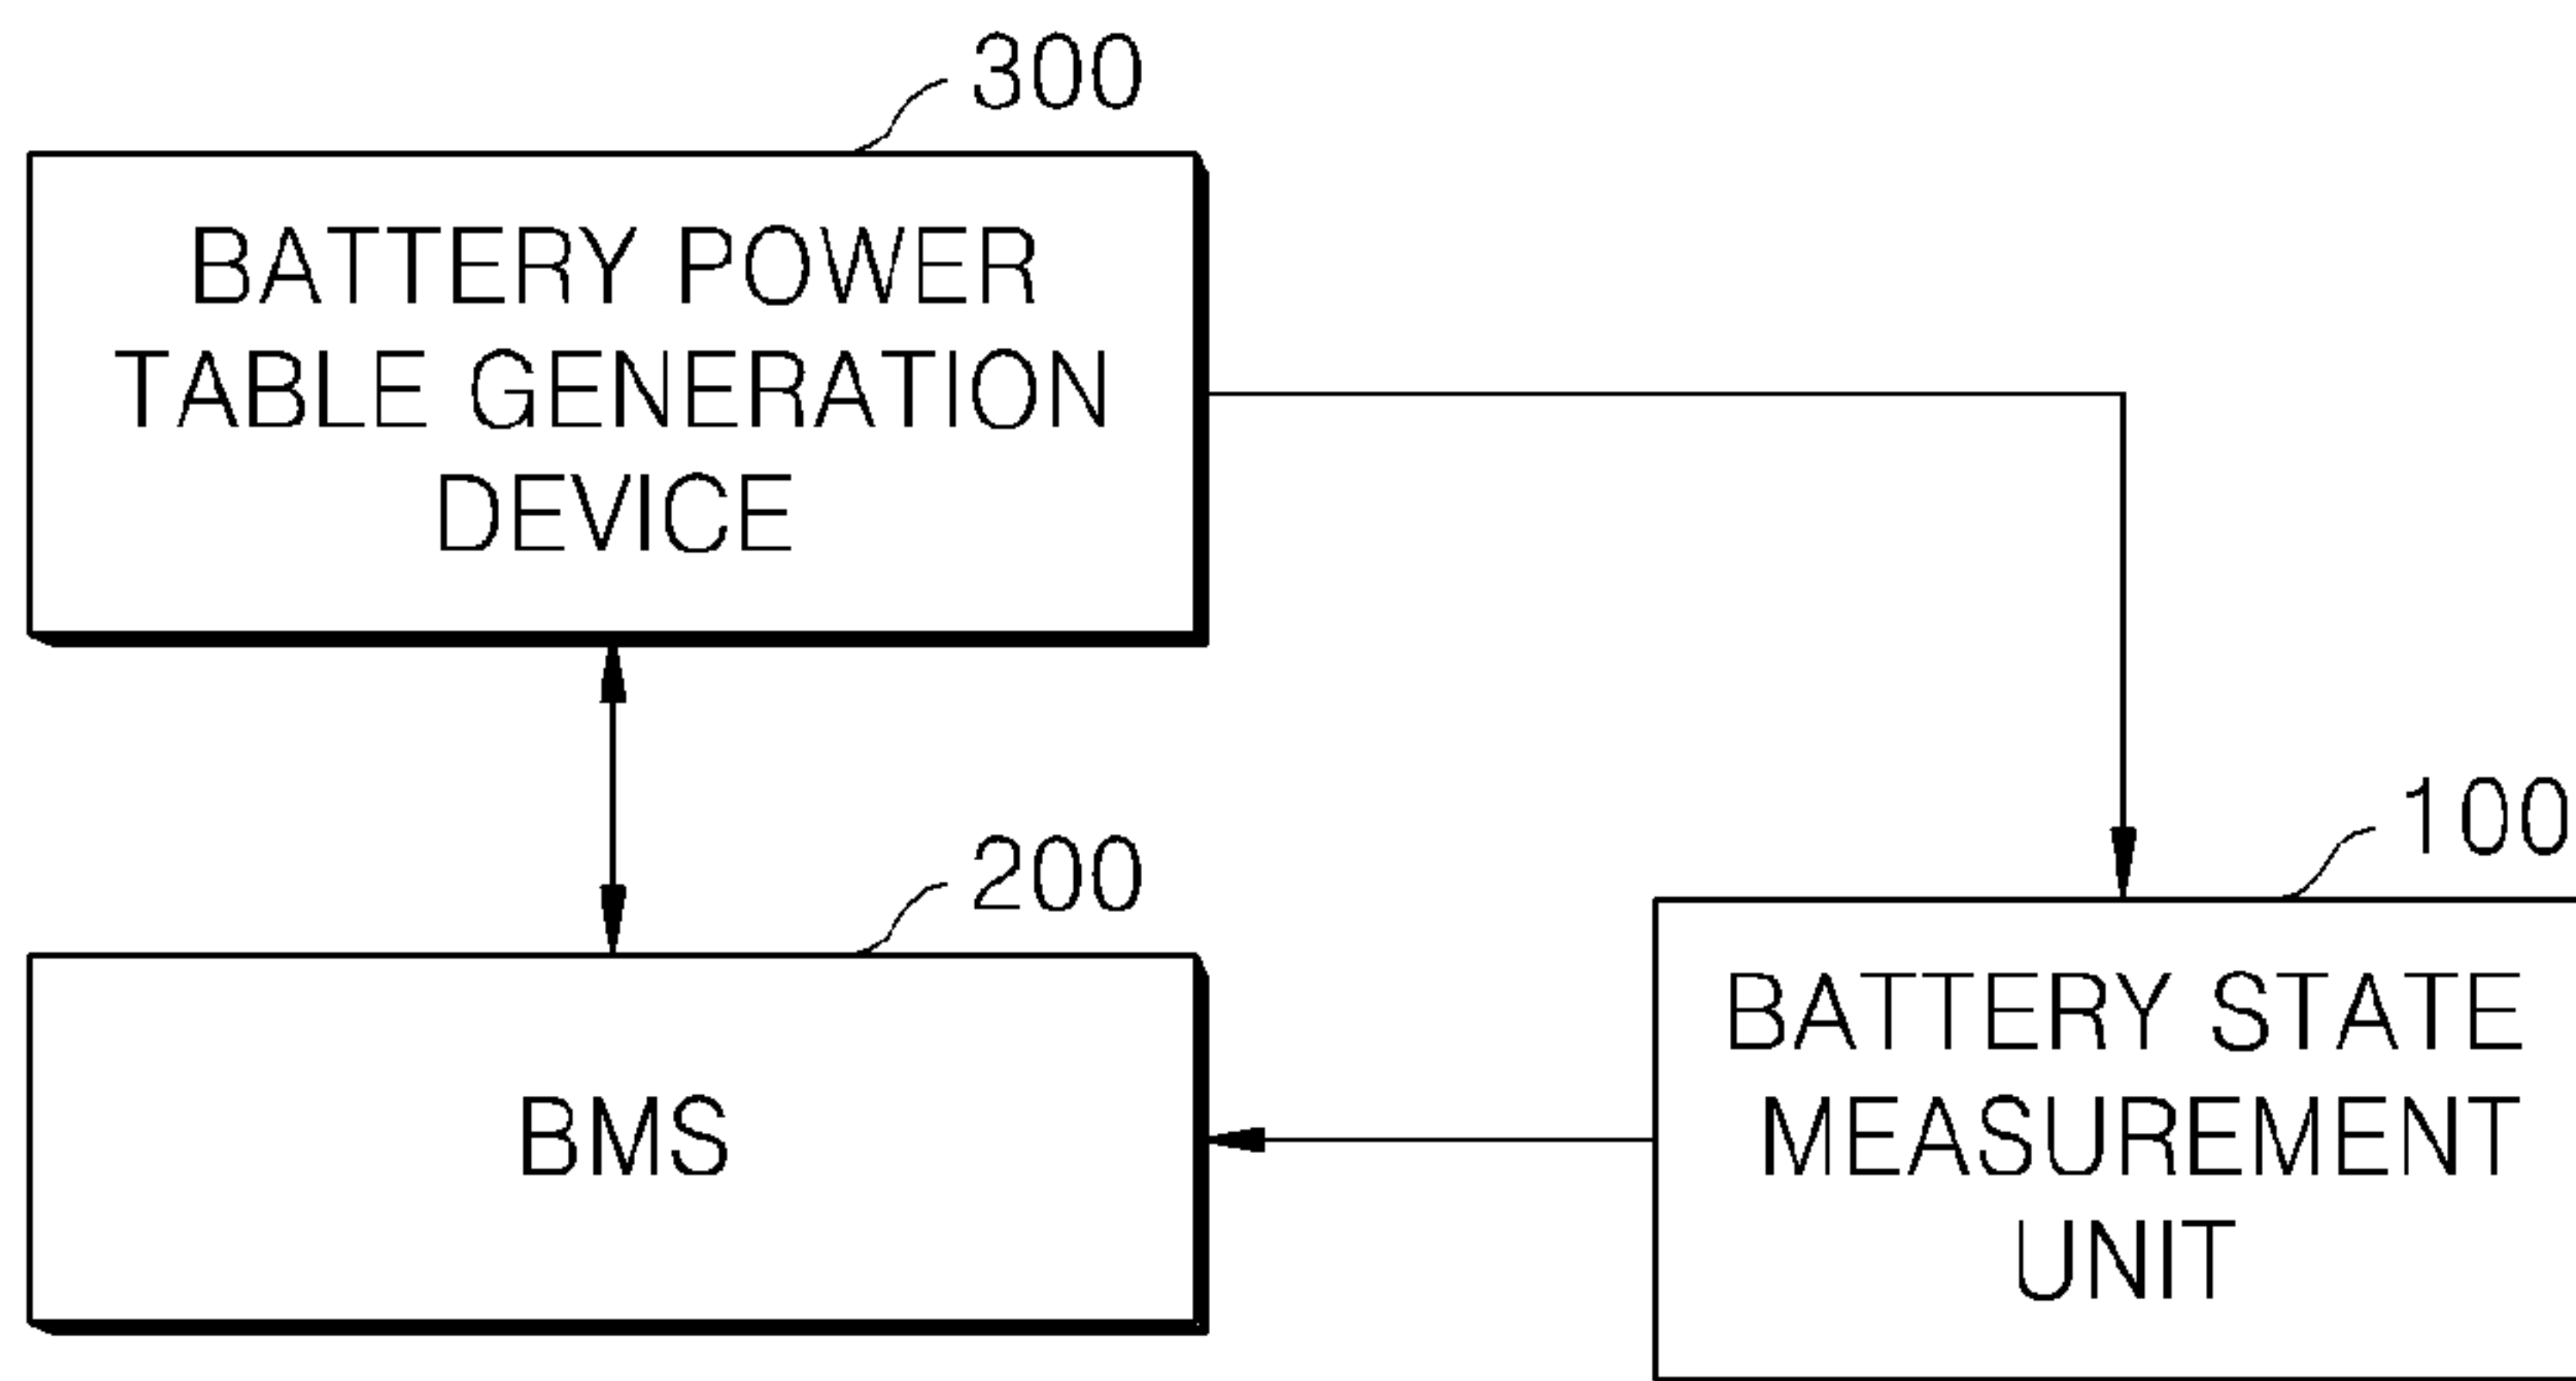 300
BATTERY POWER
TABLE GENERATION
DEVICE
200
BMS
100
BATTERY STATE
MEASUREMENT
UNIT